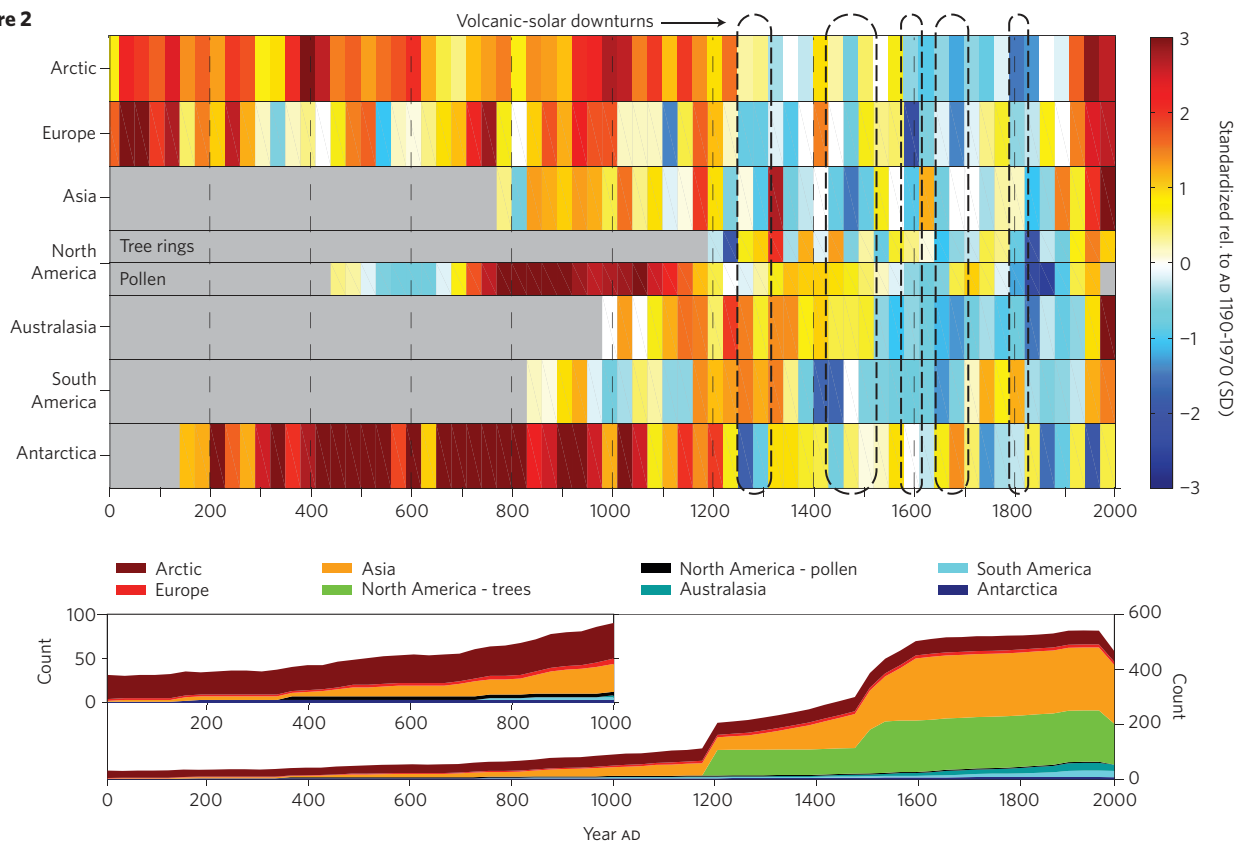 re 2
Volcanic-solar downturns
Arctic
Europe
Asia
North
America
Tree rings
Pollen
Australasia
South
America
Antarctica
0 200 400 600 800 1000 1200 1400 1600 1800 2000
3
2
1
0
−1
−2
−3
Standardized rel. to AD 1190-1970 (SD)
Arctic
Europe
Asia
North America - trees
North America - pollen
Australasia
South America
Antarctica
100
50
0
Count
200 400 600 800 1000
600
400
200
0
Count
0 200 400 600 800 1000 1200 1400 1600 1800 2000
Year AD